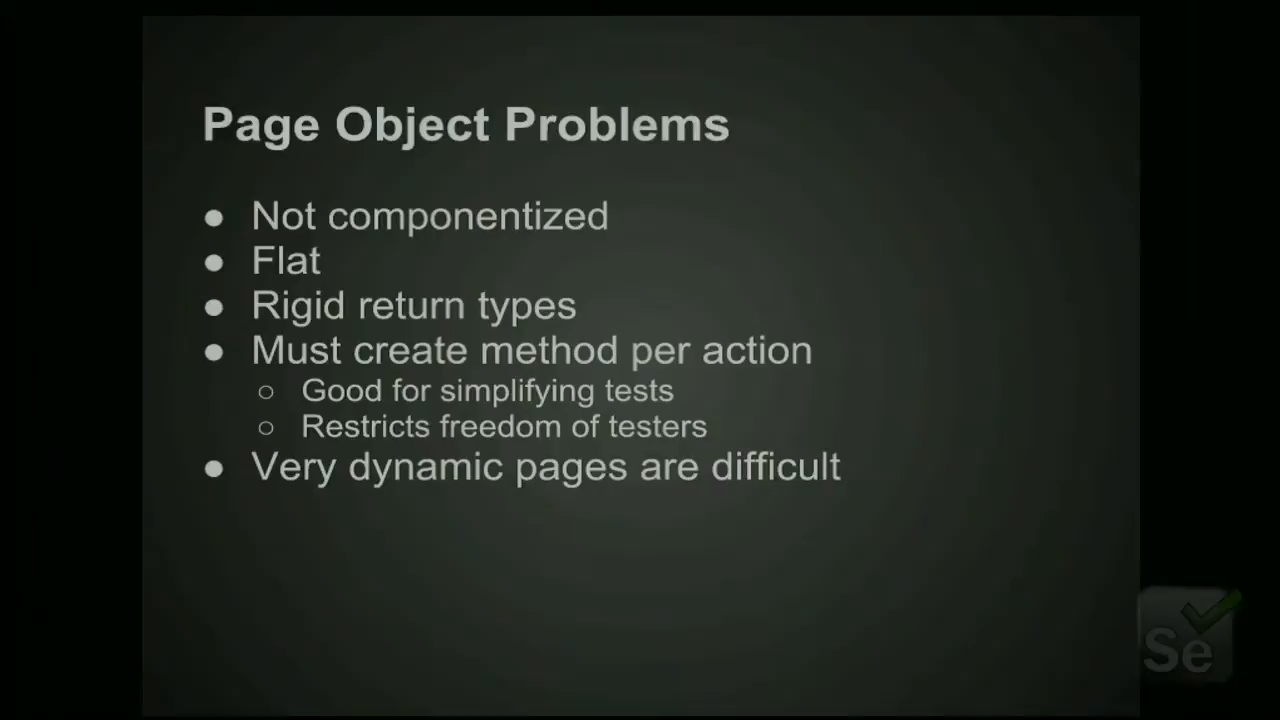 Page Object Problems
● Not componentized
● Flat
● Rigid return types
● Must create method per action
○ Good for simplifying tests
○ Restricts freedom of testers
● Very dynamic pages are difficult
Se